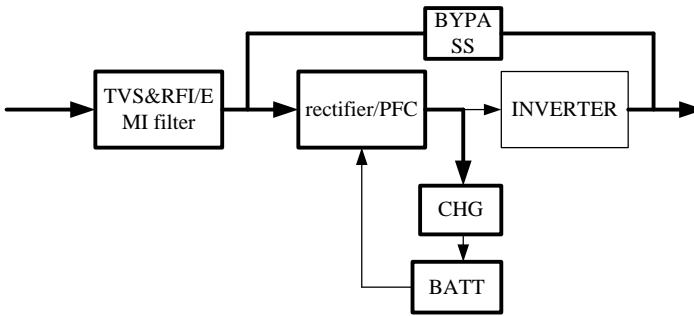 BYPA
SS
TVS&RFI/E
MI filter
rectifier/PFC
INVERTER
CHG
BATT